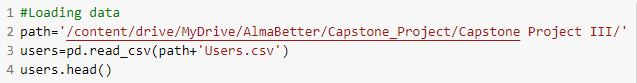 1 #Loading data
2 path='/content/drive/MyDrive/AlmaBetter/Capstone_Project/Capstone Project III/'
3 users=pd.read_csv(path+'Users.csv')
4 users.head()